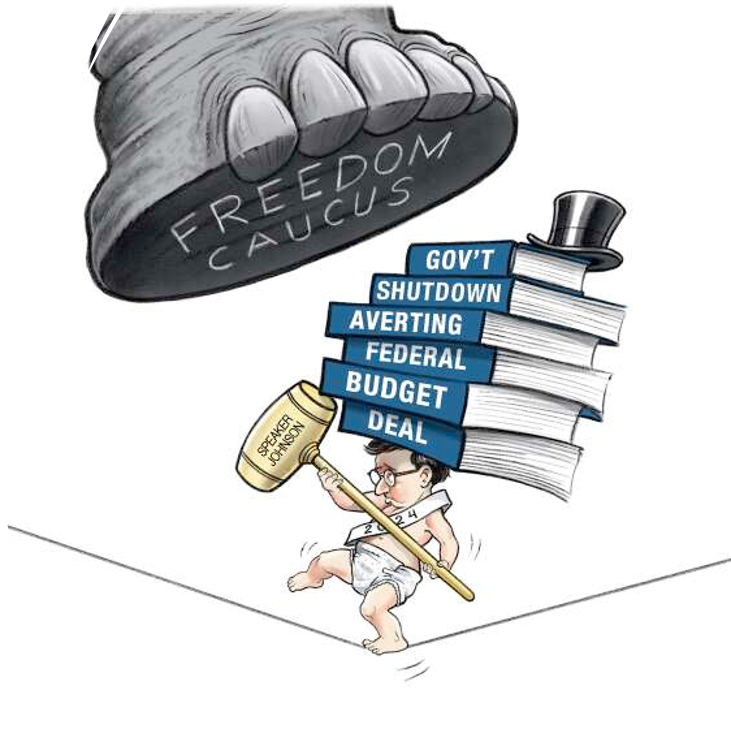 FREEDOM
CAUCUS
GOV'T
SHUTDOWN
AVERTING
FEDERAL
BUDGET
DEAL
SPEAKER
JOHNSON
2024